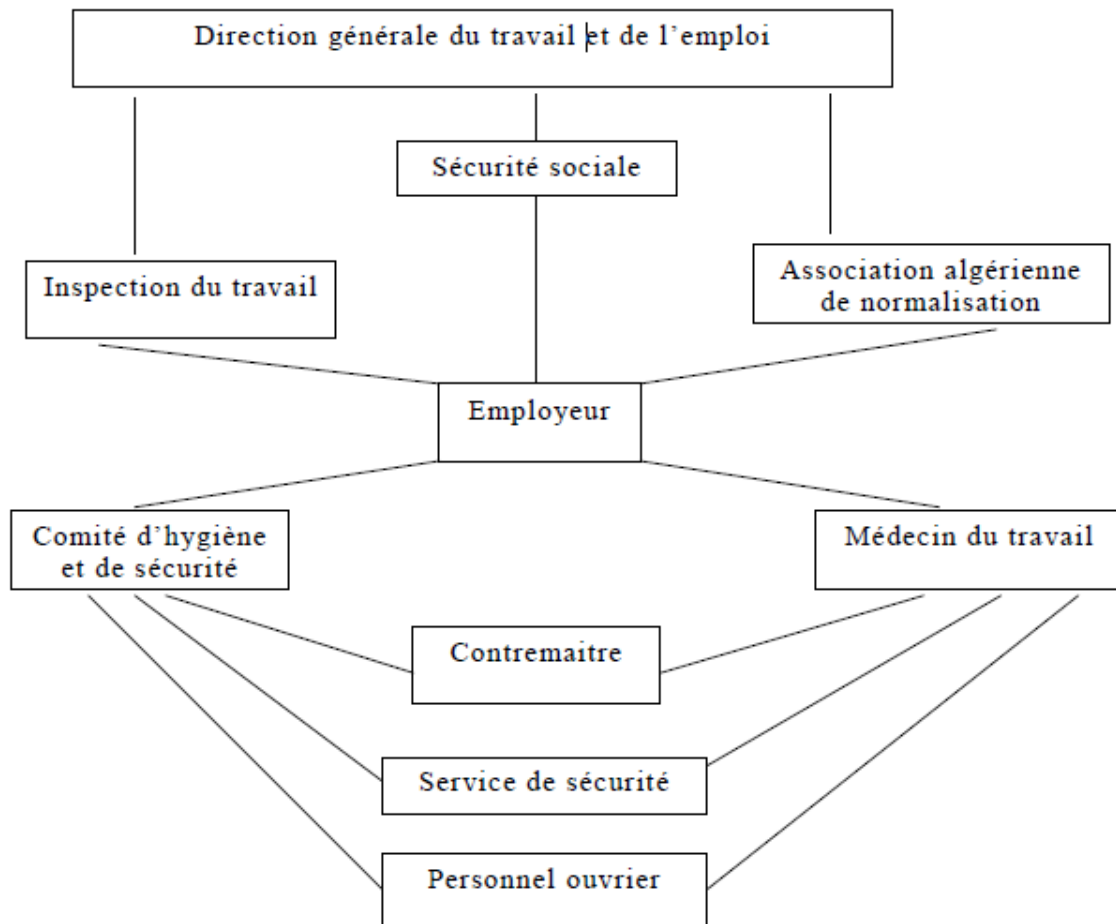 Direction générale du travail et de l'emploi
Sécurité sociale
Inspection du travail
Association algérienne
de normalisation
Employeur
Comité d'hygiène
et de sécurité
Médecin du travail
Contremaitre
Service de sécurité
Personnel ouvrier